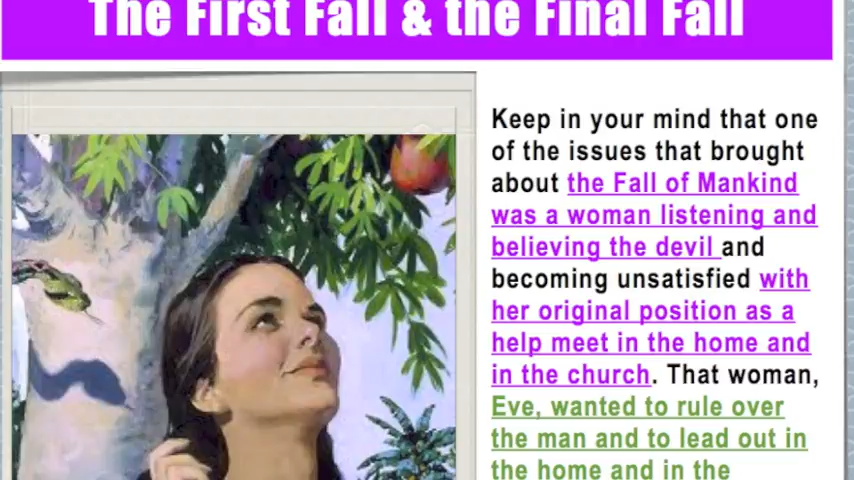 The First Fall & the Final Fall
Keep in your mind that one
of the issues that brought
about the Fall of Mankind
was a woman listening and
believing the devil and
becoming unsatisfied with
her original position as a
help meet in the home and
in the church. That woman,
Eve, wanted to rule over
the man and to lead out in
the home and in the